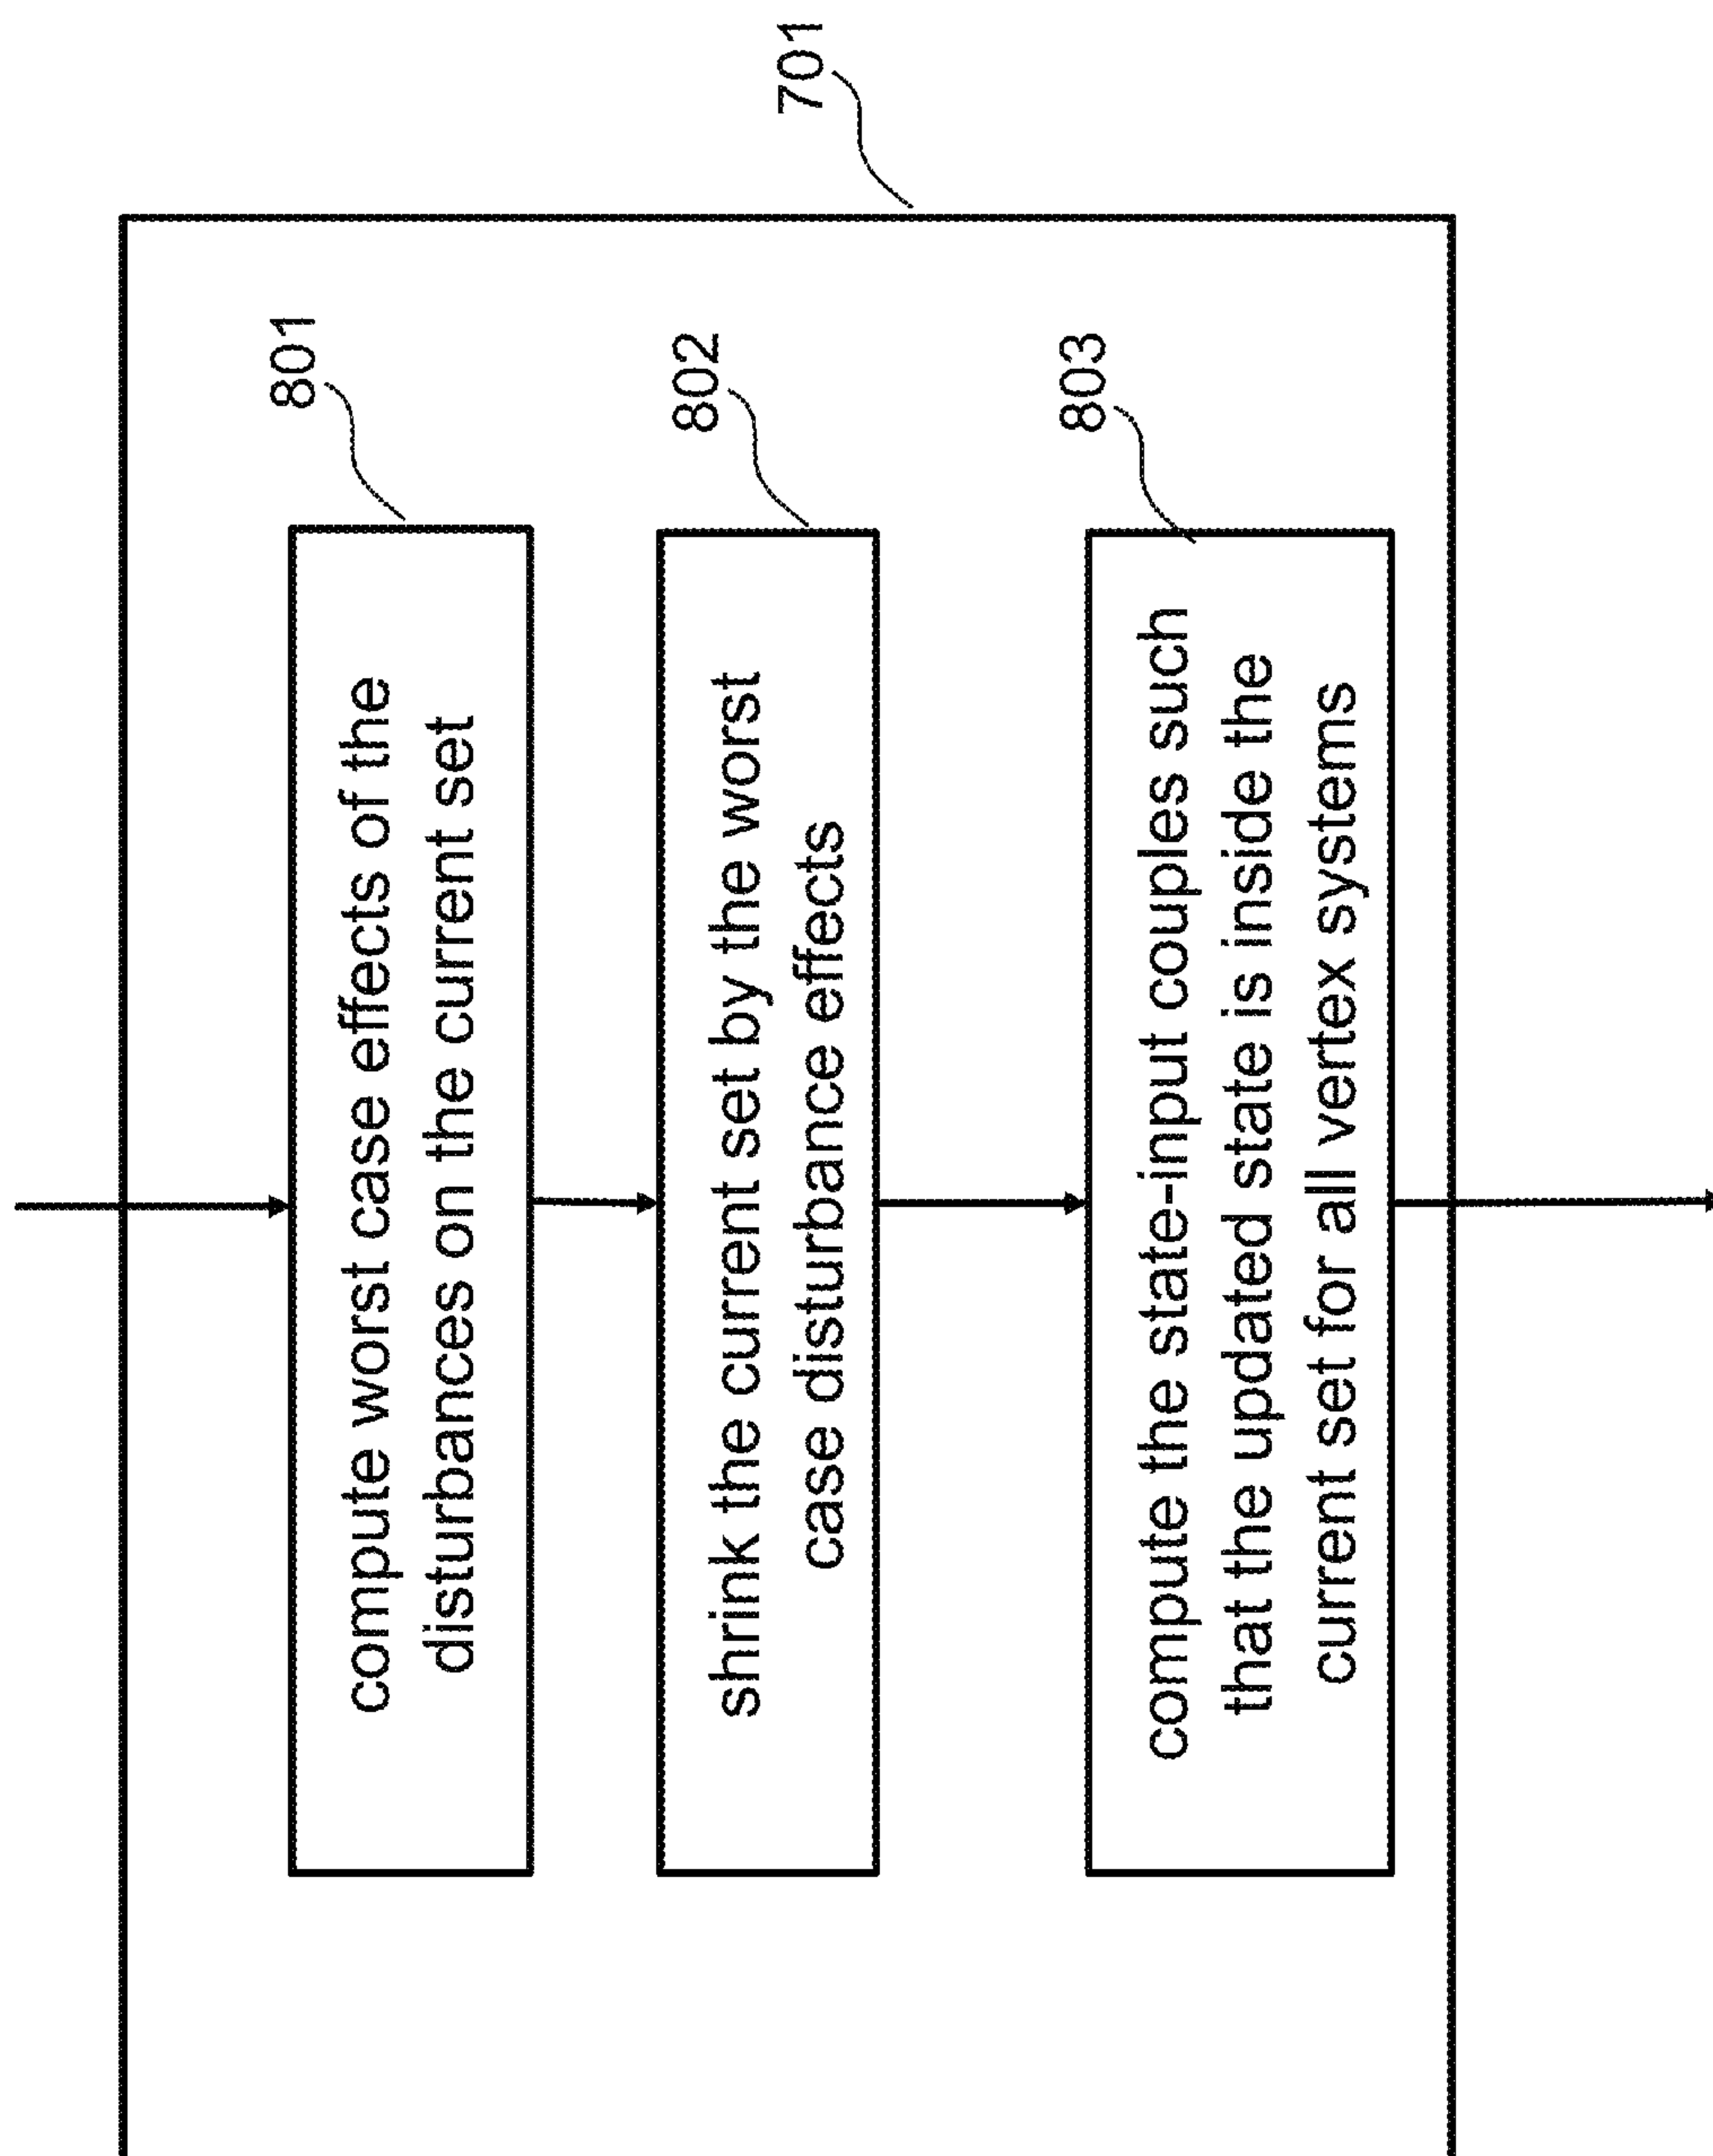 701
801
compute worst case effects of the
disturbances on the current set
802
shrink the current set by the worst
case disturbance effects
803
compute the state-input couples such
that the updated state is inside the
current set for all vertex systems